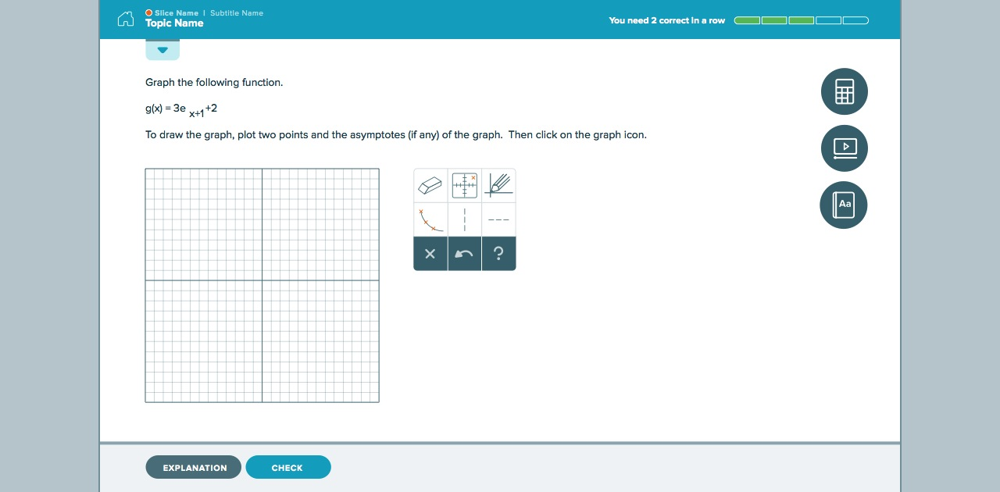 Slice Name | Subtitle Name
Topic Name
You need 2 correct in a row
Graph the following function.
g(x) = 3e x+1 +2
To draw the graph, plot two points and the asymptotes (if any) of the graph. Then click on the graph icon.
?
Aa
EXPLANATION
CHECK